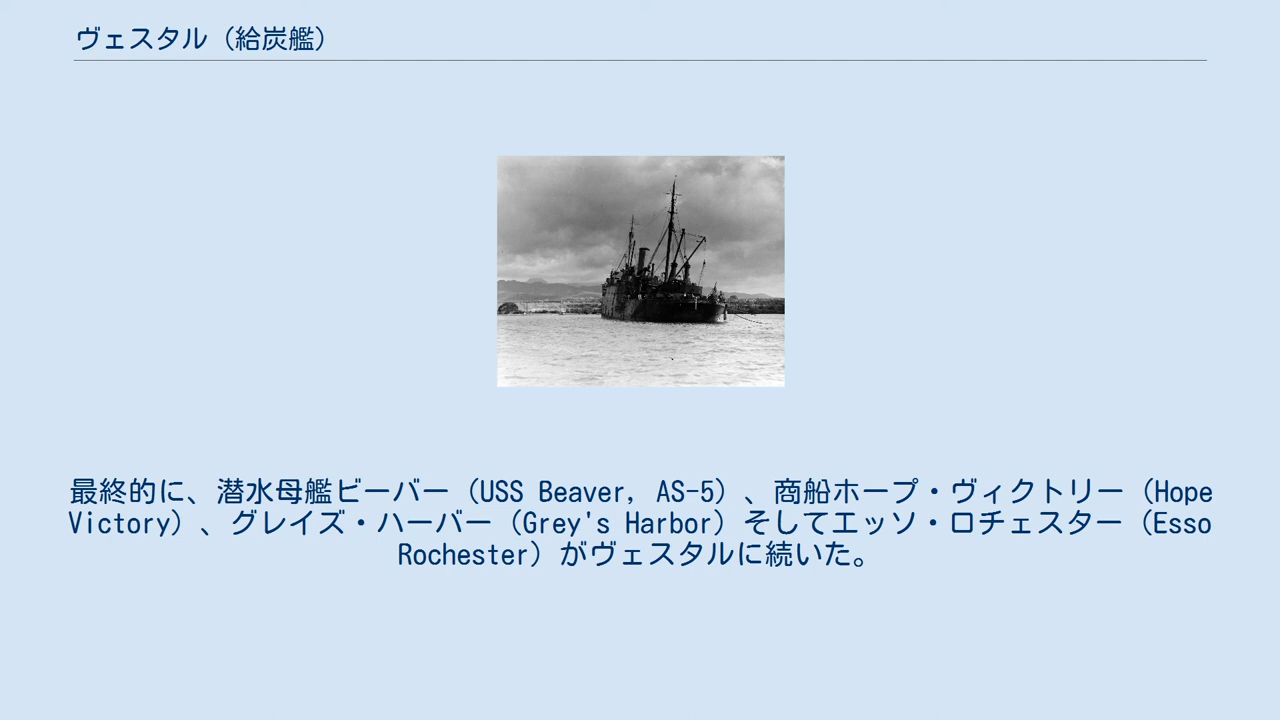 ヴェスタル（給炭艦）
最終的に、潜水母艦ビーバー（USS Beaver, AS-5）、商船ホープ・ヴィクトリー（Hope
Victory）、グレイズ・ハーバー（Grey's Harbor）そしてエッソ・ロチェスター（Esso
Rochester）がヴェスタルに続いた。